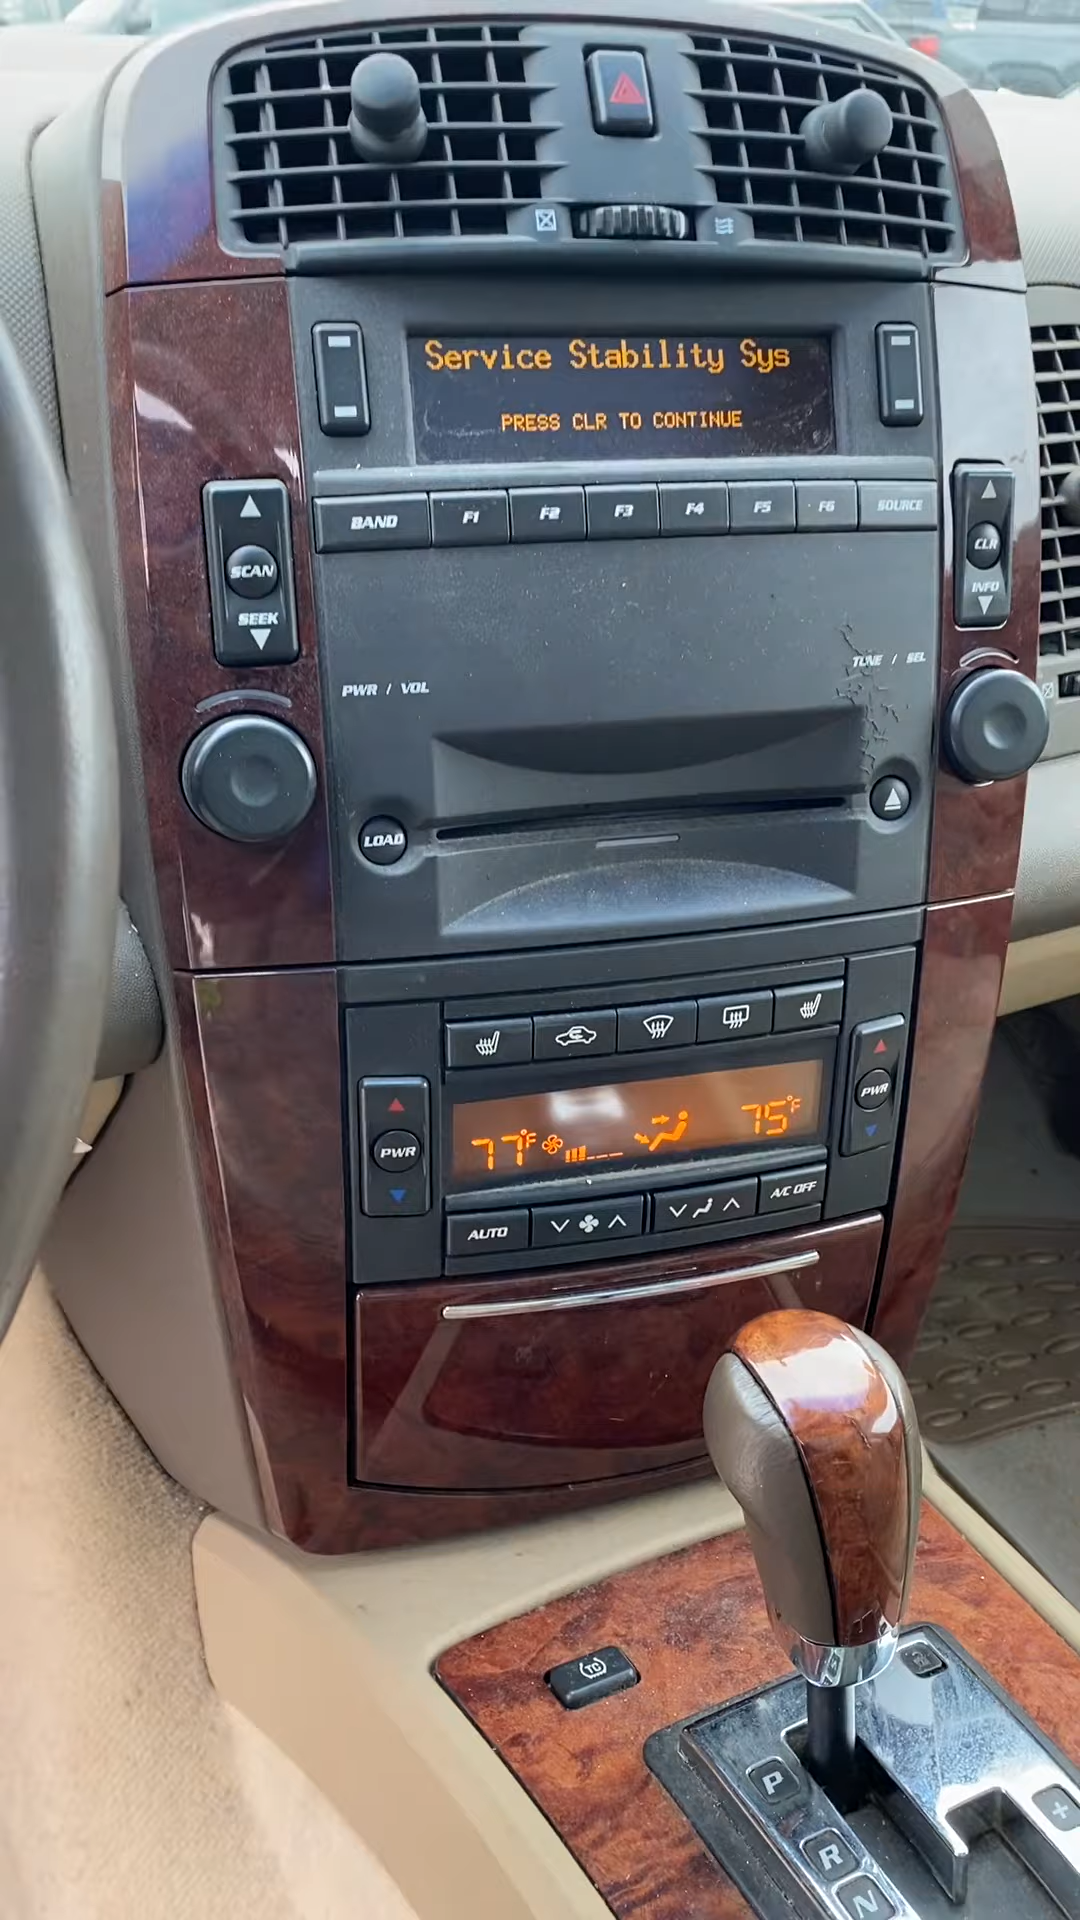 Service Stability Sys
PRESS CLR TO CONTINUE
BAND F1 F2 F3 F4 F5 F6 SOURCE
SCAN
SEEK
CLR
INFO
PWR / VOL
TUNE / SEL
LOAD
77°F 75°F
PWR
PWR
AUTO
A/C OFF
TC
P
R
N
+